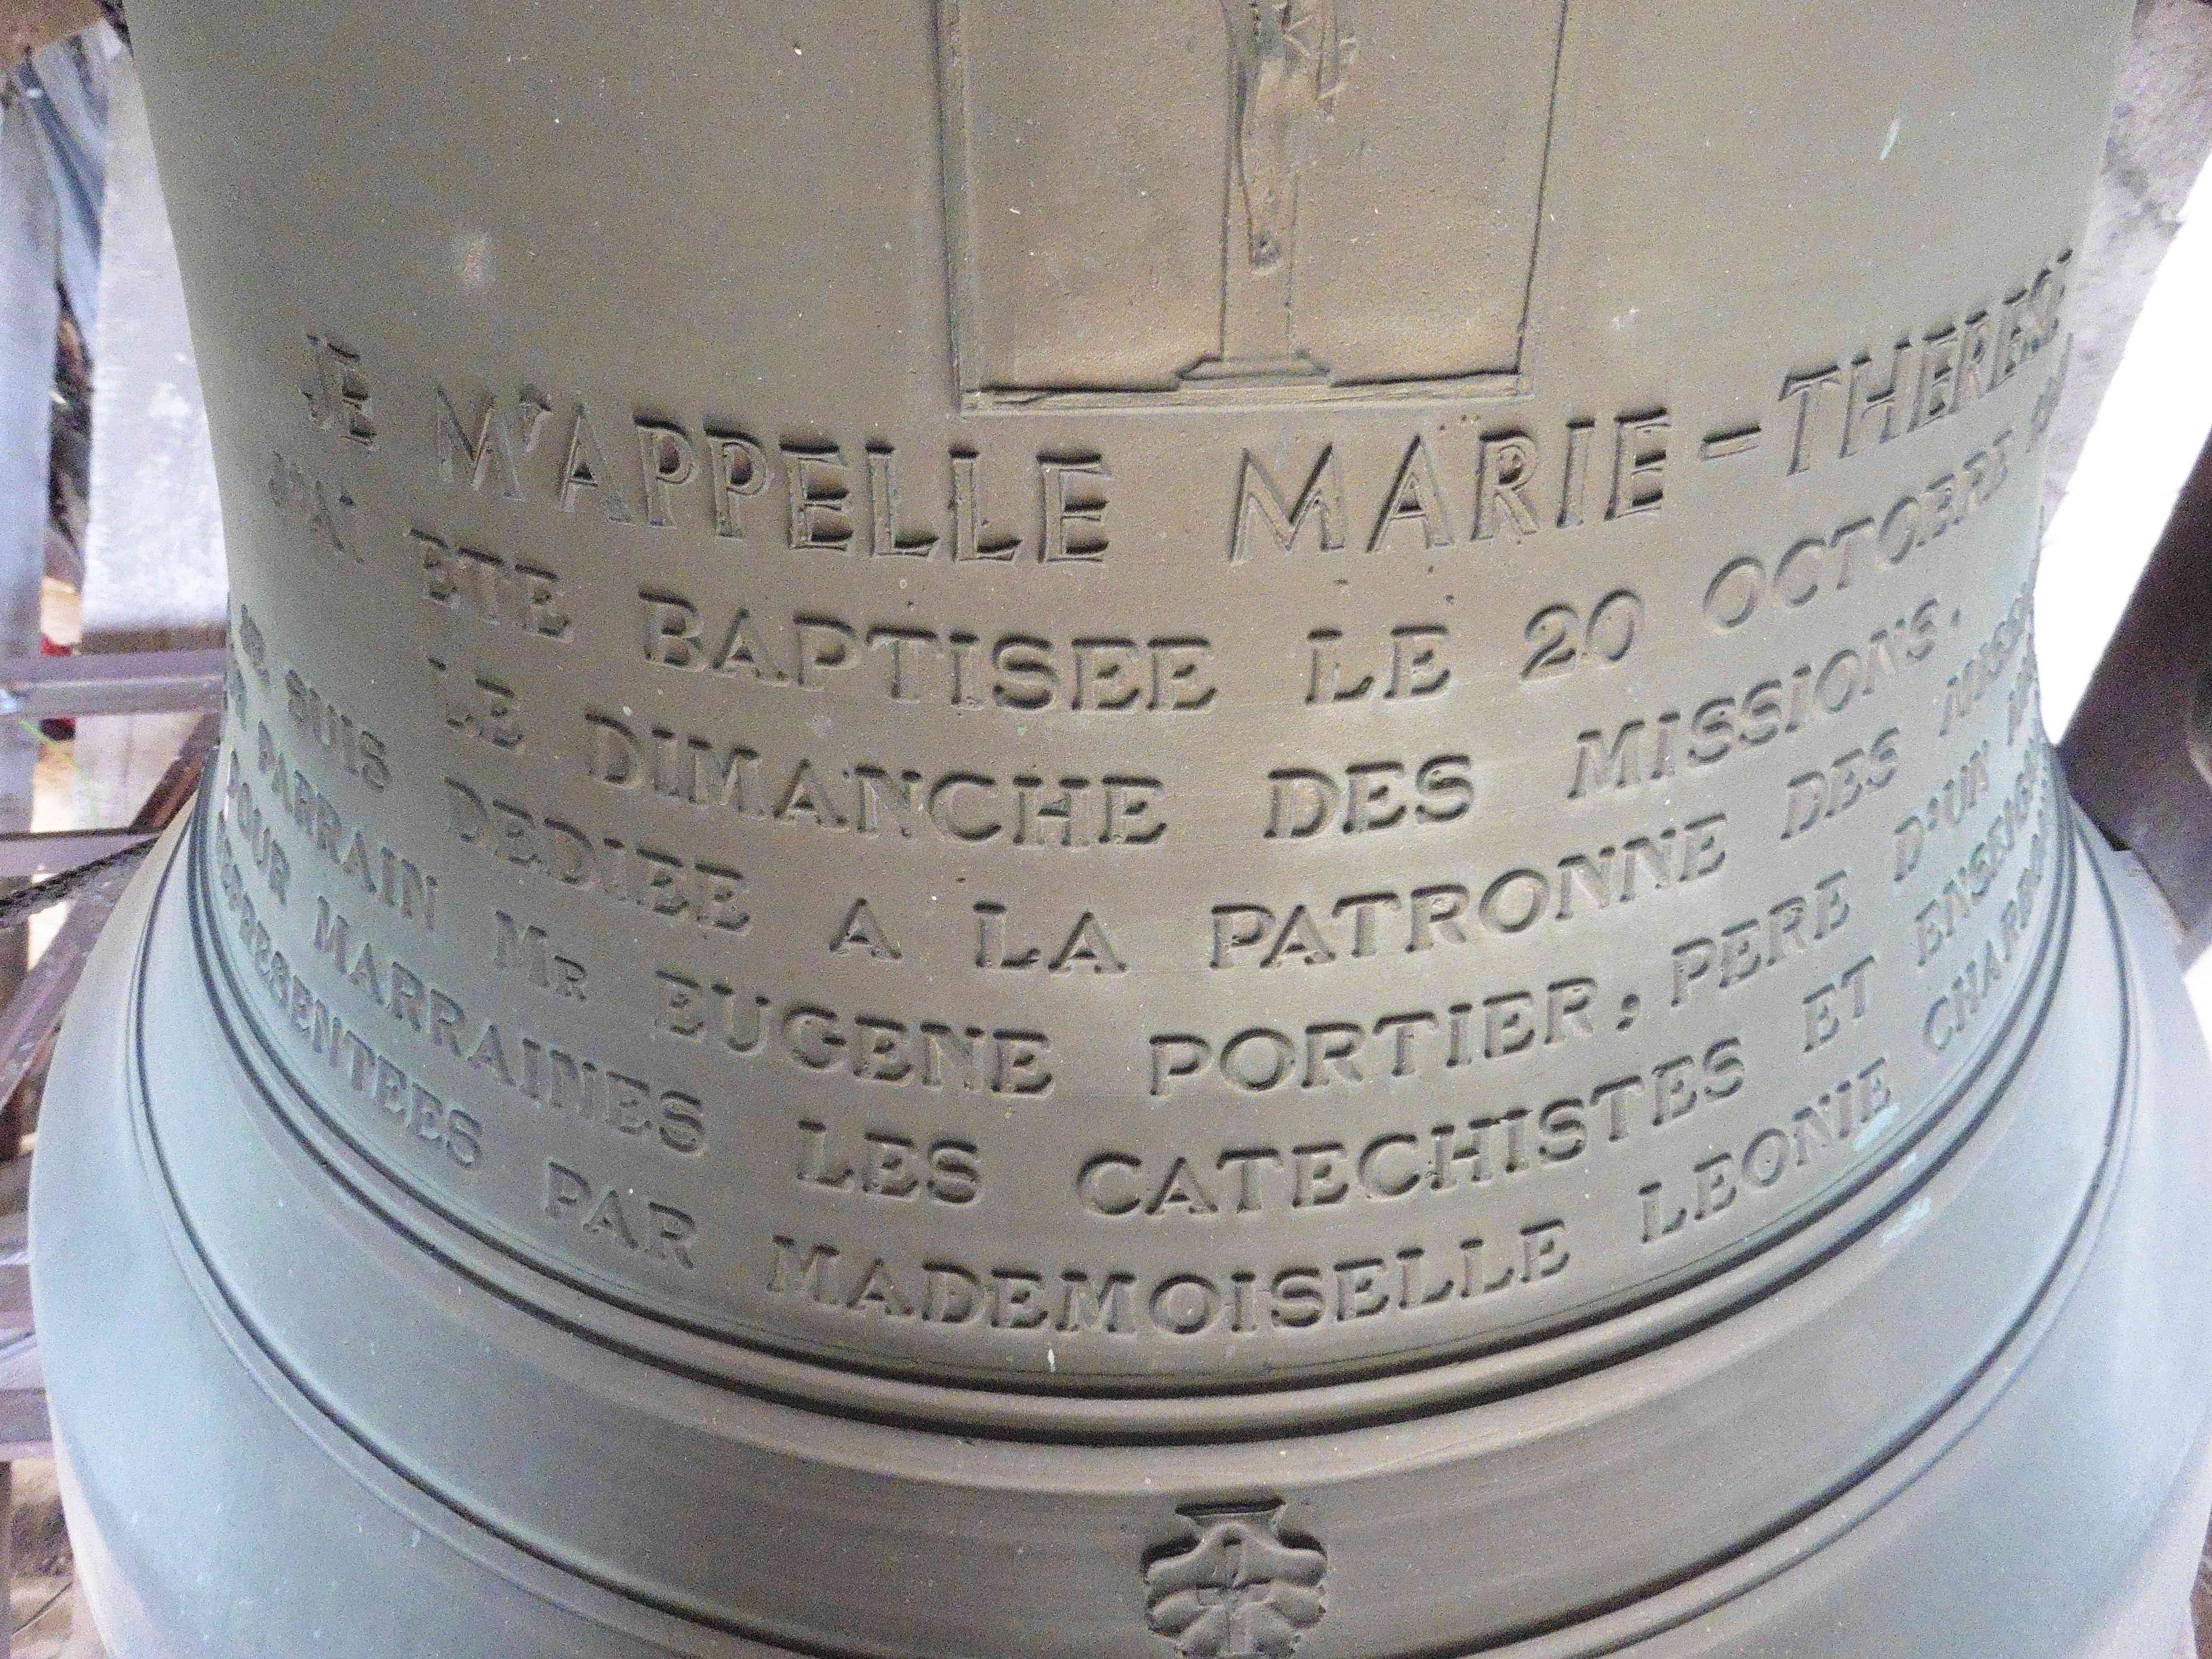 JE M'APPELLE MARIE-THERESE
J'AI ETE BAPTISEE LE 20 OCTOBRE
LE DIMANCHE DES MISSIONS.
SUIS DEDIEE A LA PATRONNE DES
PARRAIN MR EUGENE PORTIER, PERE D'UN
POUR MARRAINES LES CATECHISTES ET
REPRESENTEES PAR MADEMOISELLE LEONIE